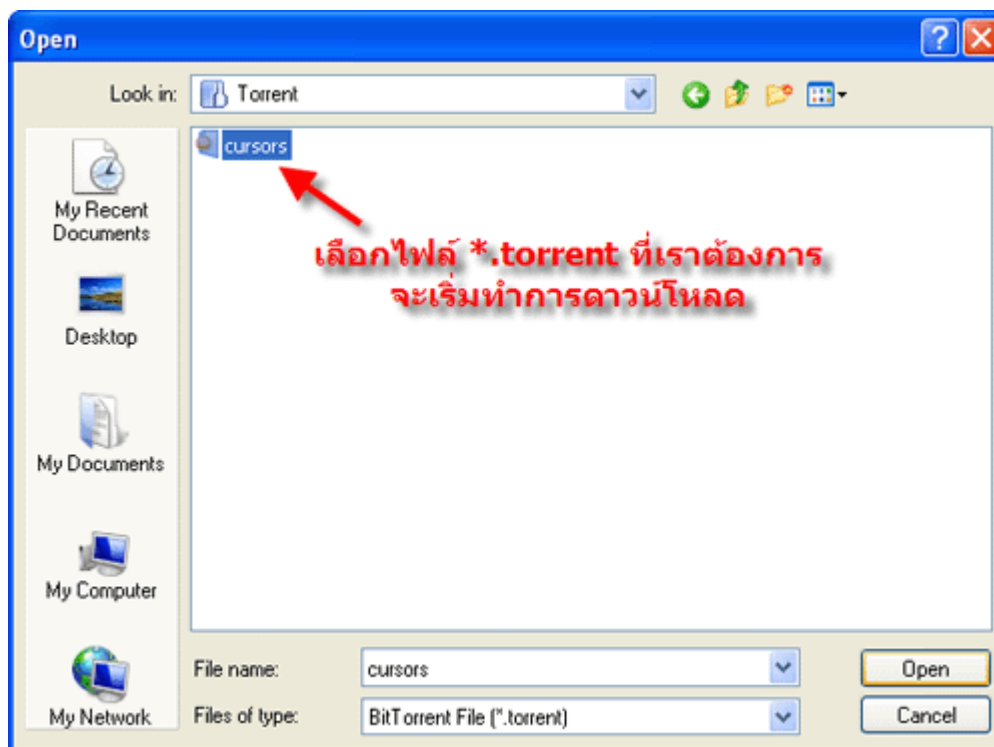 Open
Look in:
Torrent
cursors
เลือกไฟล์ *.torrent ที่เราต้องการ
จะเริ่มทำการดาวน์โหลด
My Recent
Documents
Desktop
My Documents
My Computer
My Network
File name:
cursors
Open
Files of type:
BitTorrent File (*.torrent)
Cancel